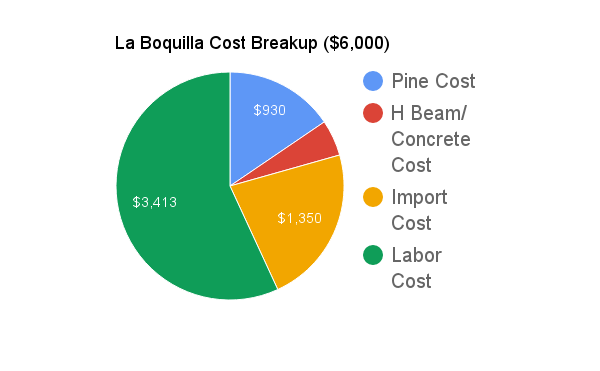 La Boquilla Cost Breakup ($6,000)
$930
$1,350
$3,413
Pine Cost
H Beam/
Concrete
Cost
Import
Cost
Labor
Cost